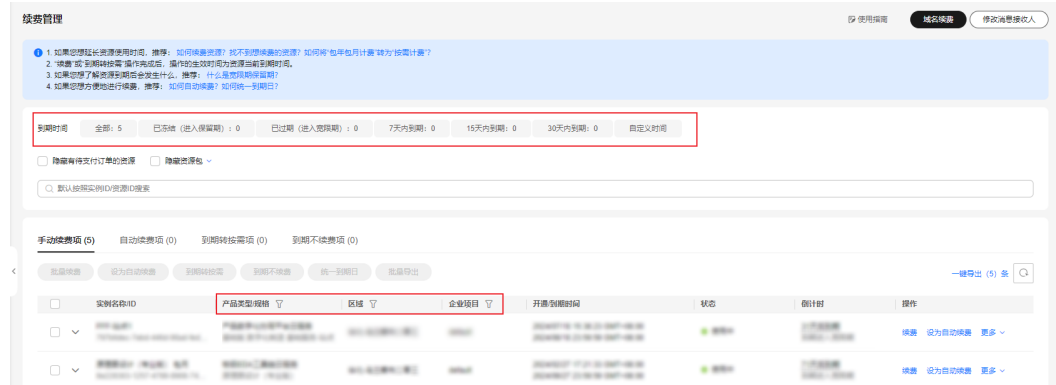 续费管理
使用指南
域名续费
修改消息接收人
1. 如果您想延长资源使用时间，推荐： 如何续费资源？找不到想续费的资源？如何将“包年包月计费”转为“按需计费”？
2. “续费”或“到期转按需”操作完成后，操作的生效时间为资源当前到期时间。
3. 如果您想了解资源到期后会发生什么，推荐： 什么是宽限期保留期？
4. 如果您想方便地进行续费，推荐： 如何自动续费？如何统一到期日？
到期时间 全部：5 已冻结（进入保留期）：0 已过期（进入宽限期）：0 7天内到期：0 15天内到期：0 30天内到期：0 自定义时间
隐藏有待支付订单的资源 隐藏资源包
默认按照实例ID/资源ID搜索
手动续费项 (5) 自动续费项 (0) 到期转按需项 (0) 到期不续费项 (0)
批量续费 设为自动续费 到期转按需 到期不续费 统一到期日 批量导出 一键导出（5）条
实例名称/ID 产品类型/规格 区域 企业项目 开通/到期时间 状态 倒计时 操作
续费 设为自动续费 更多
续费 设为自动续费 更多